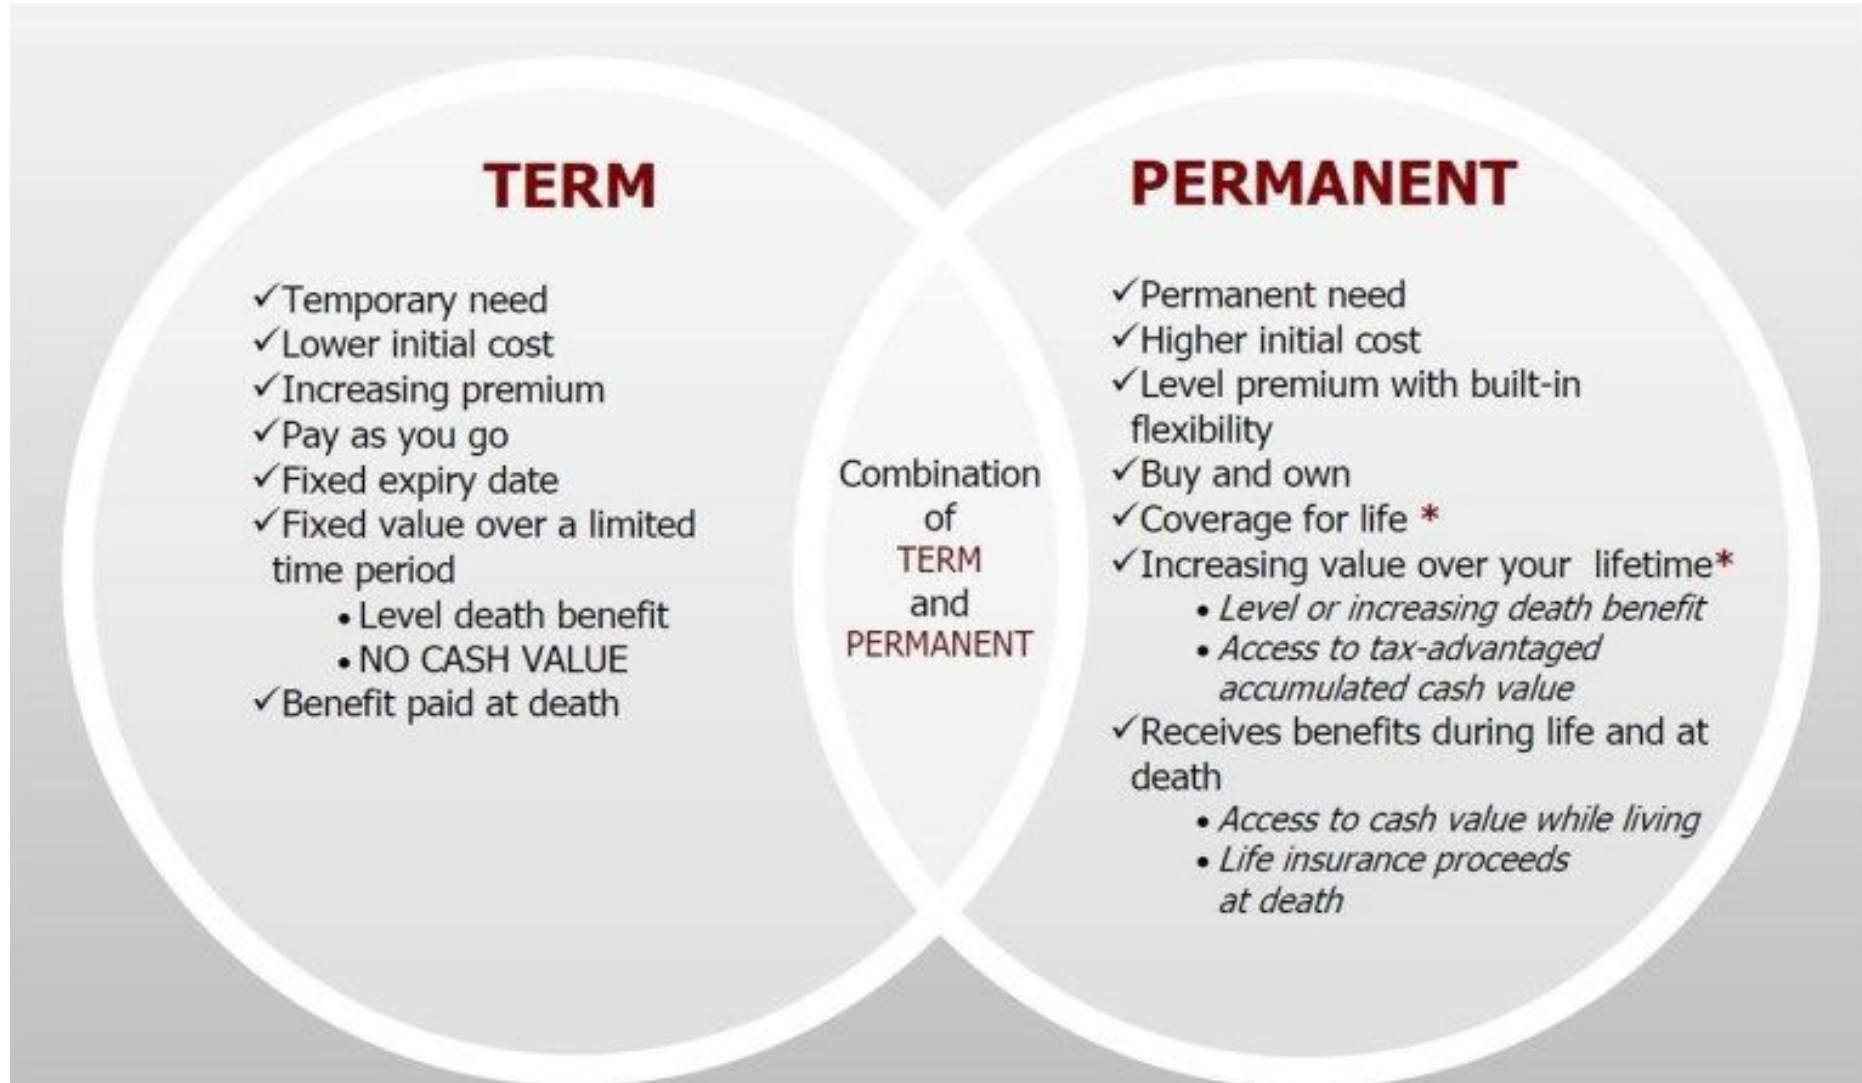 TERM
✓Temporary need
✓Lower initial cost
✓Increasing premium
✓Pay as you go
✓Fixed expiry date
✓Fixed value over a limited
time period
• Level death benefit
• NO CASH VALUE
✓Benefit paid at death
Combination
of
TERM
and
PERMANENT
PERMANENT
✓Permanent need
✓Higher initial cost
✓Level premium with built-in
flexibility
✓Buy and own
✓Coverage for life *
✓Increasing value over your lifetime*
• Level or increasing death benefit
• Access to tax-advantaged
accumulated cash value
✓Receives benefits during life and at
death
• Access to cash value while living
• Life insurance proceeds
at death